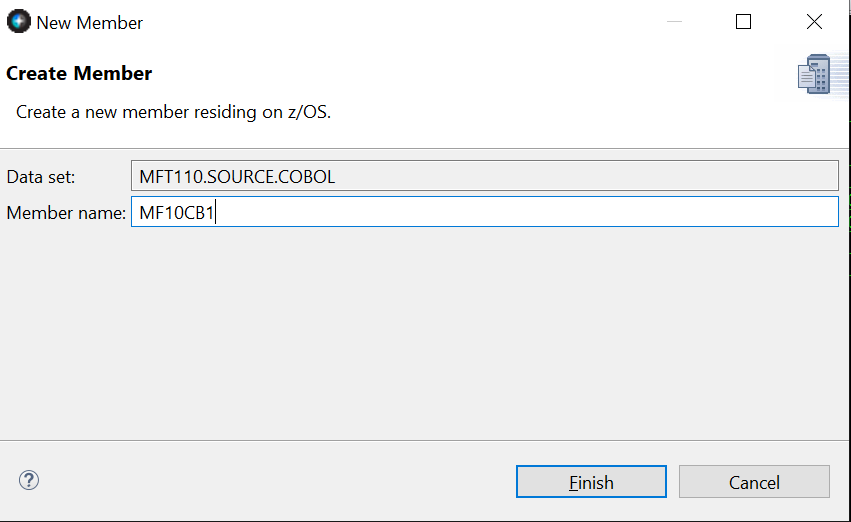 New Member
Create Member
Create a new member residing on z/OS.
Data set: MFT110.SOURCE.COBOL
Member name: MF10CB1
?
Finish Cancel